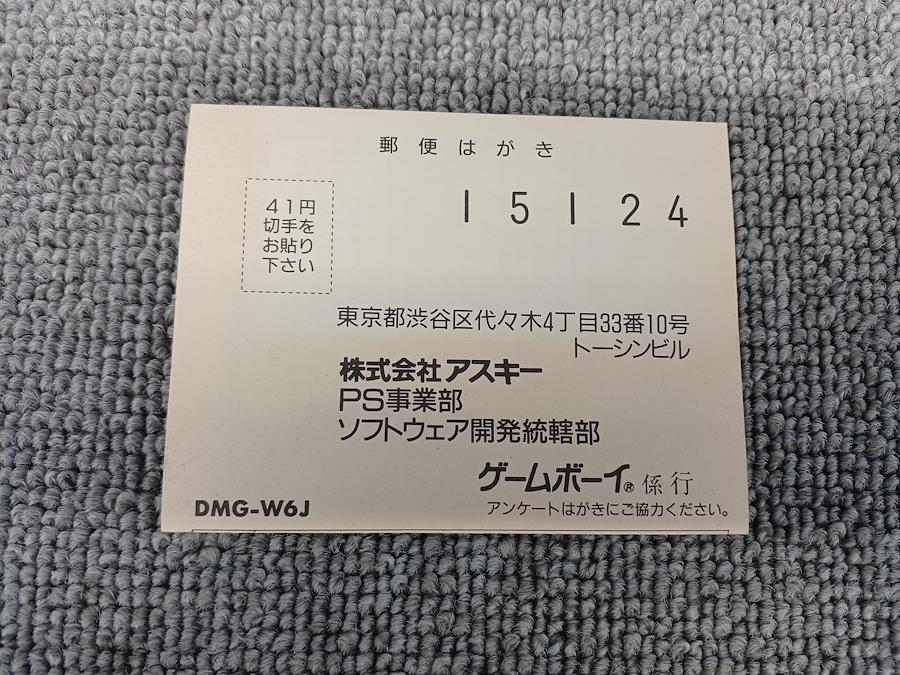 郵便はがき
15124
41円
切手を
お貼り
下さい
東京都渋谷区代々木4丁目33番10号
トーシンビル
株式会社アスキー
PS事業部
ソフトウェア開発統轄部
ゲームボーイ®係行
DMG-W6J
アンケートはがきにご協力ください。